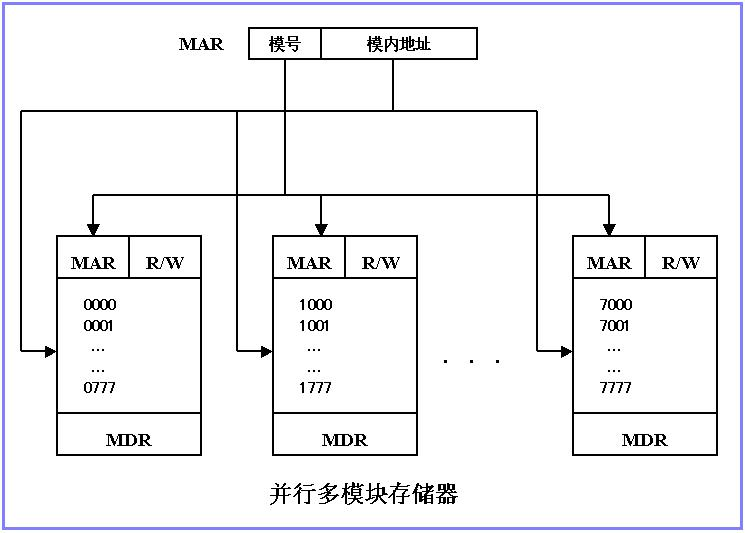 MAR 模号 模内地址
MAR R/W MAR R/W MAR R/W
0000 1000 7000
0001 1001 7001
... ... ...
... ... . . . ...
0777 1777 7777
MDR MDR MDR
并行多模块存储器